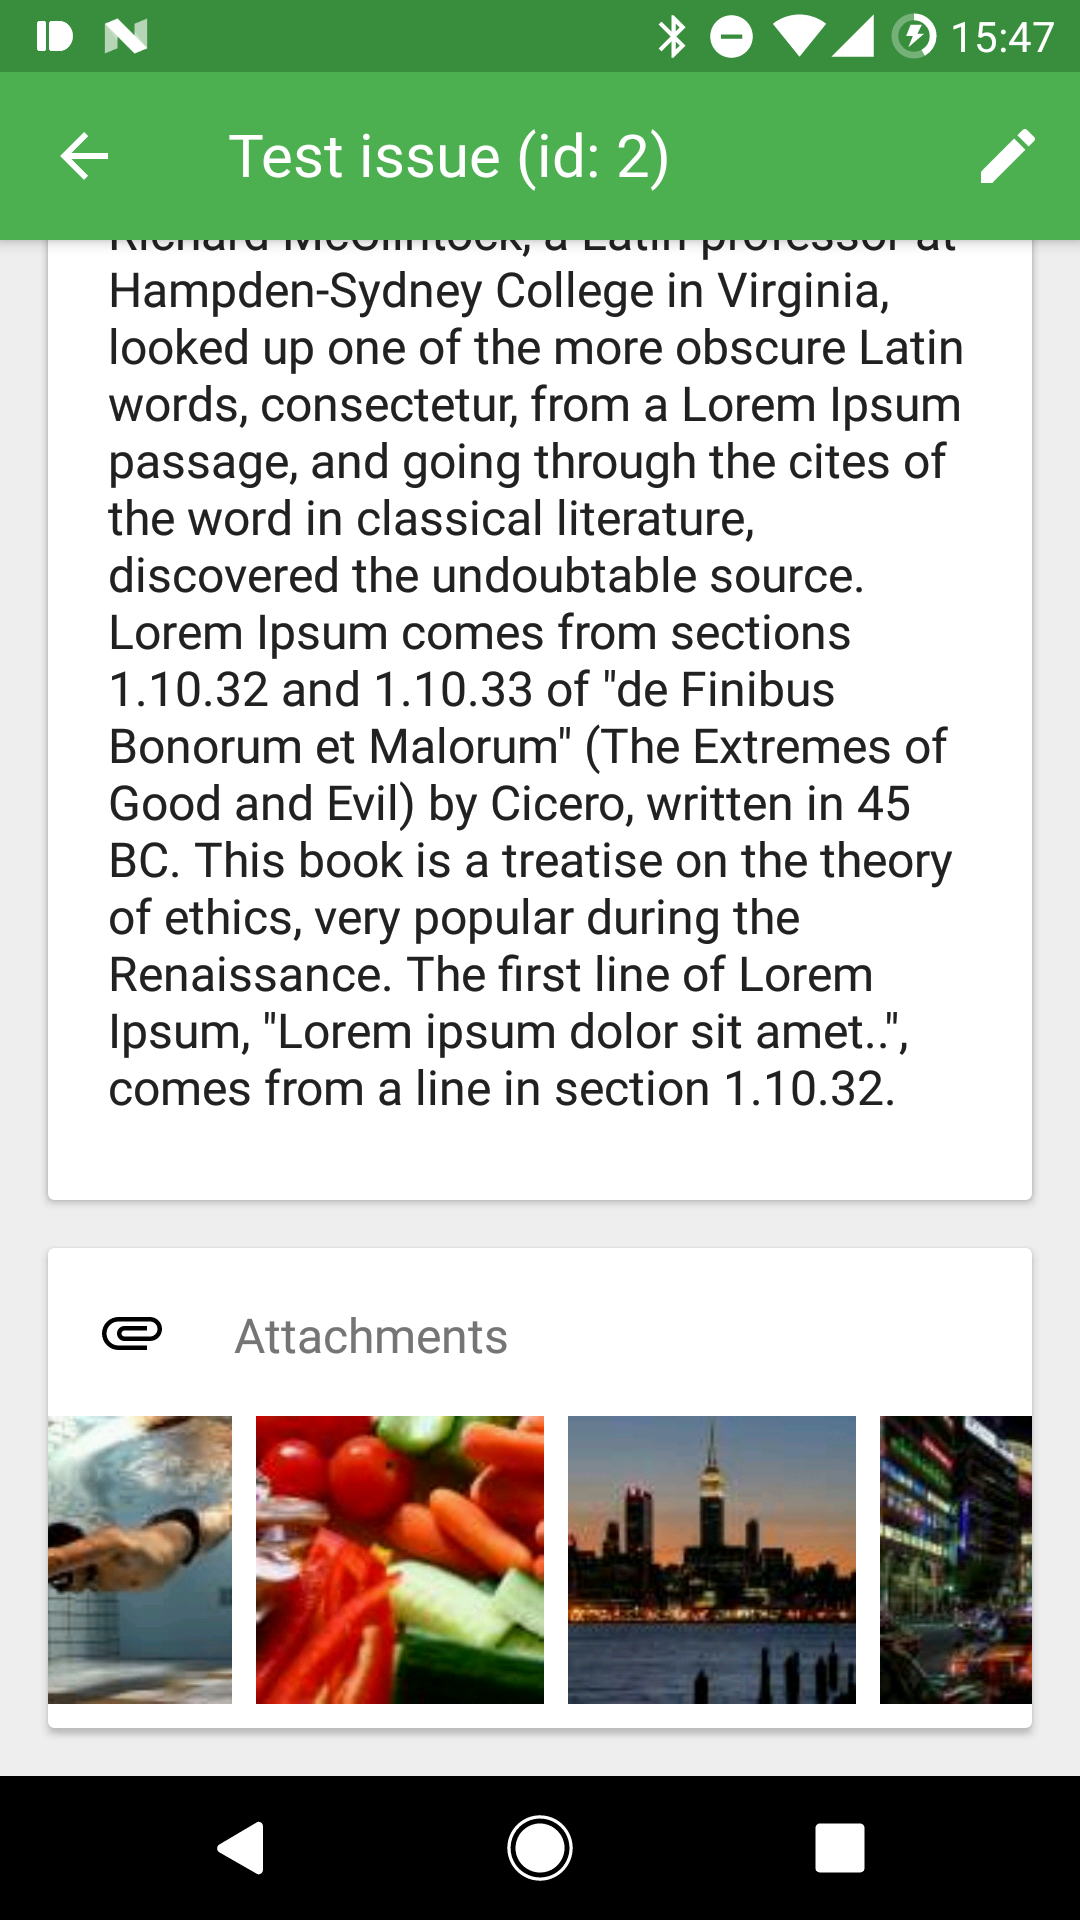 15:47
Test issue (id: 2)
Richard McClintock, a Latin professor at
Hampden-Sydney College in Virginia,
looked up one of the more obscure Latin
words, consectetur, from a Lorem Ipsum
passage, and going through the cites of
the word in classical literature,
discovered the undoubtable source.
Lorem Ipsum comes from sections
1.10.32 and 1.10.33 of "de Finibus
Bonorum et Malorum" (The Extremes of
Good and Evil) by Cicero, written in 45
BC. This book is a treatise on the theory
of ethics, very popular during the
Renaissance. The first line of Lorem
Ipsum, "Lorem ipsum dolor sit amet..",
comes from a line in section 1.10.32.
Attachments